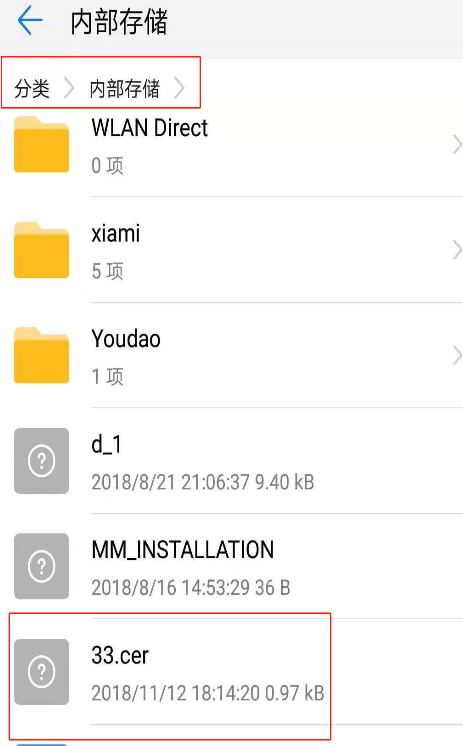 内部存储
分类 内部存储
WLAN Direct
0 项
xiami
5 项
Youdao
1 项
d_1
2018/8/21 21:06:37 9.40 kB
MM_INSTALLATION
2018/8/16 14:53:29 36 B
33.cer
2018/11/12 18:14:20 0.97 kB